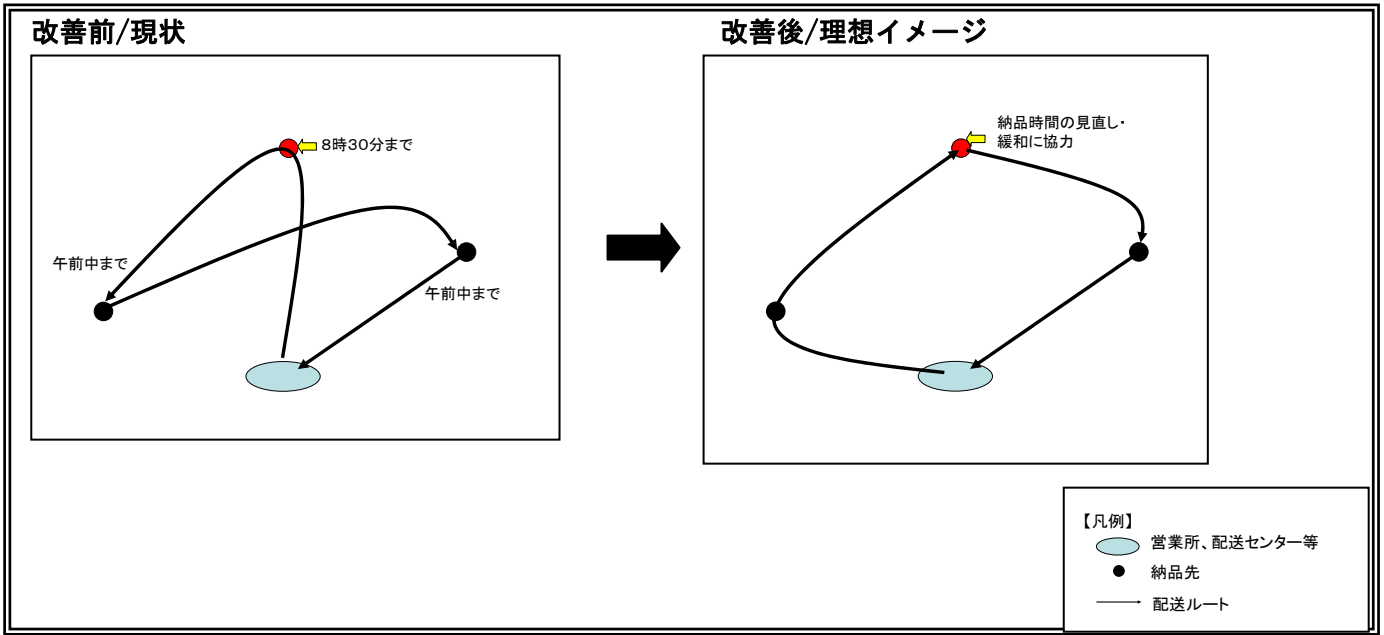 改善前/現状
改善後/理想イメージ
8時30分まで
午前中まで
午前中まで
納品時間の見直し・
緩和に協力
【凡例】
営業所、配送センター等
納品先
配送ルート